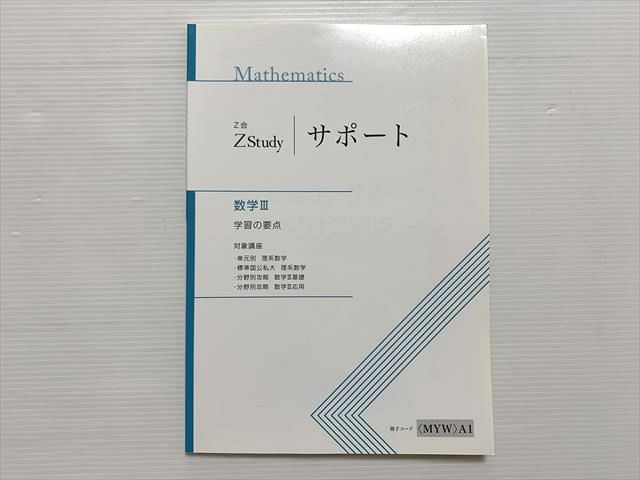 Mathematics
Z会
Z Study サポート
数学Ⅲ
学習の要点
対象講座
・単元別 理系数学
・標準国公私大 理系数学
・分野別攻略 数学Ⅲ基礎
・分野別攻略 数学Ⅲ応用
冊子コード 〈MYW〉A1